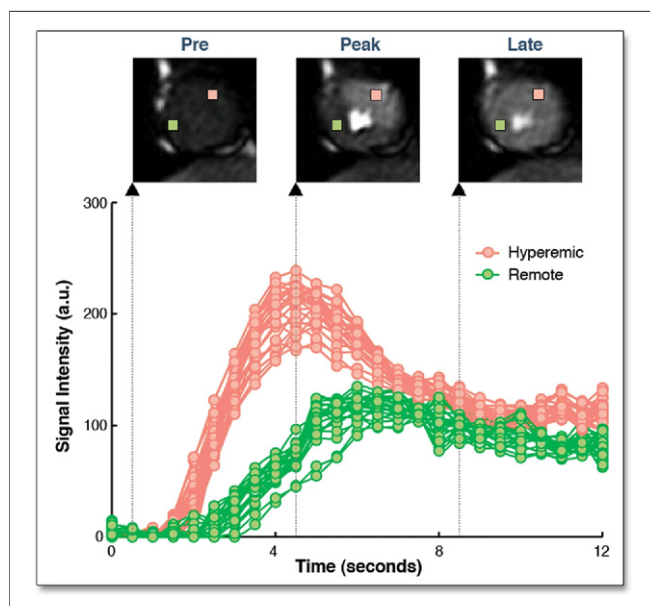 Pre Peak Late
300
200
100
0
Signal Intensity (a.u.)
Hyperemic
Remote
0 4 8 12
Time (seconds)